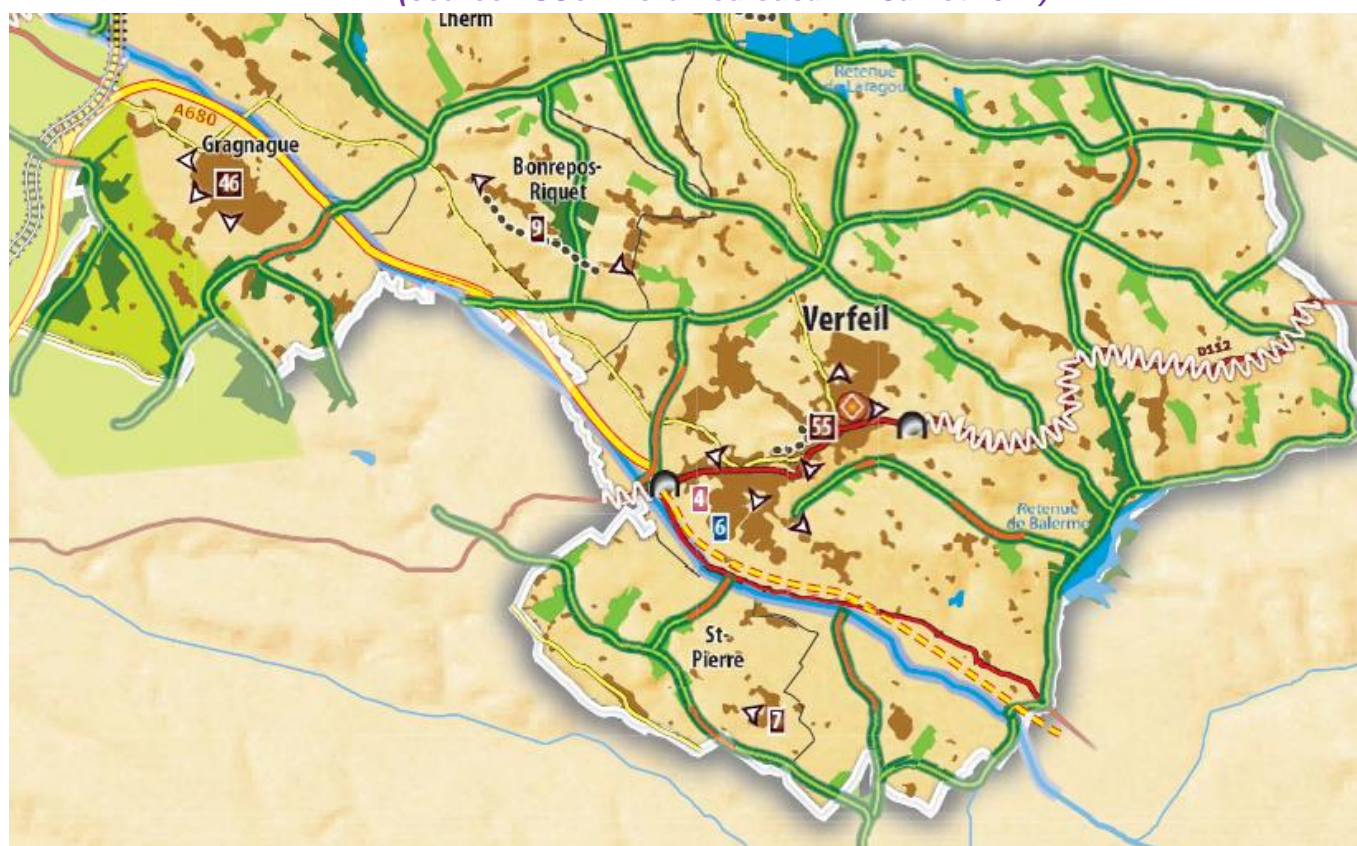 Lherm
Retenue
de Laragou
A680
Gragnague
46
Bonrepos-
Riquet
9
Verfeil
D112
55
4
6
Retenue
de Balerme
St-
Pierre
7